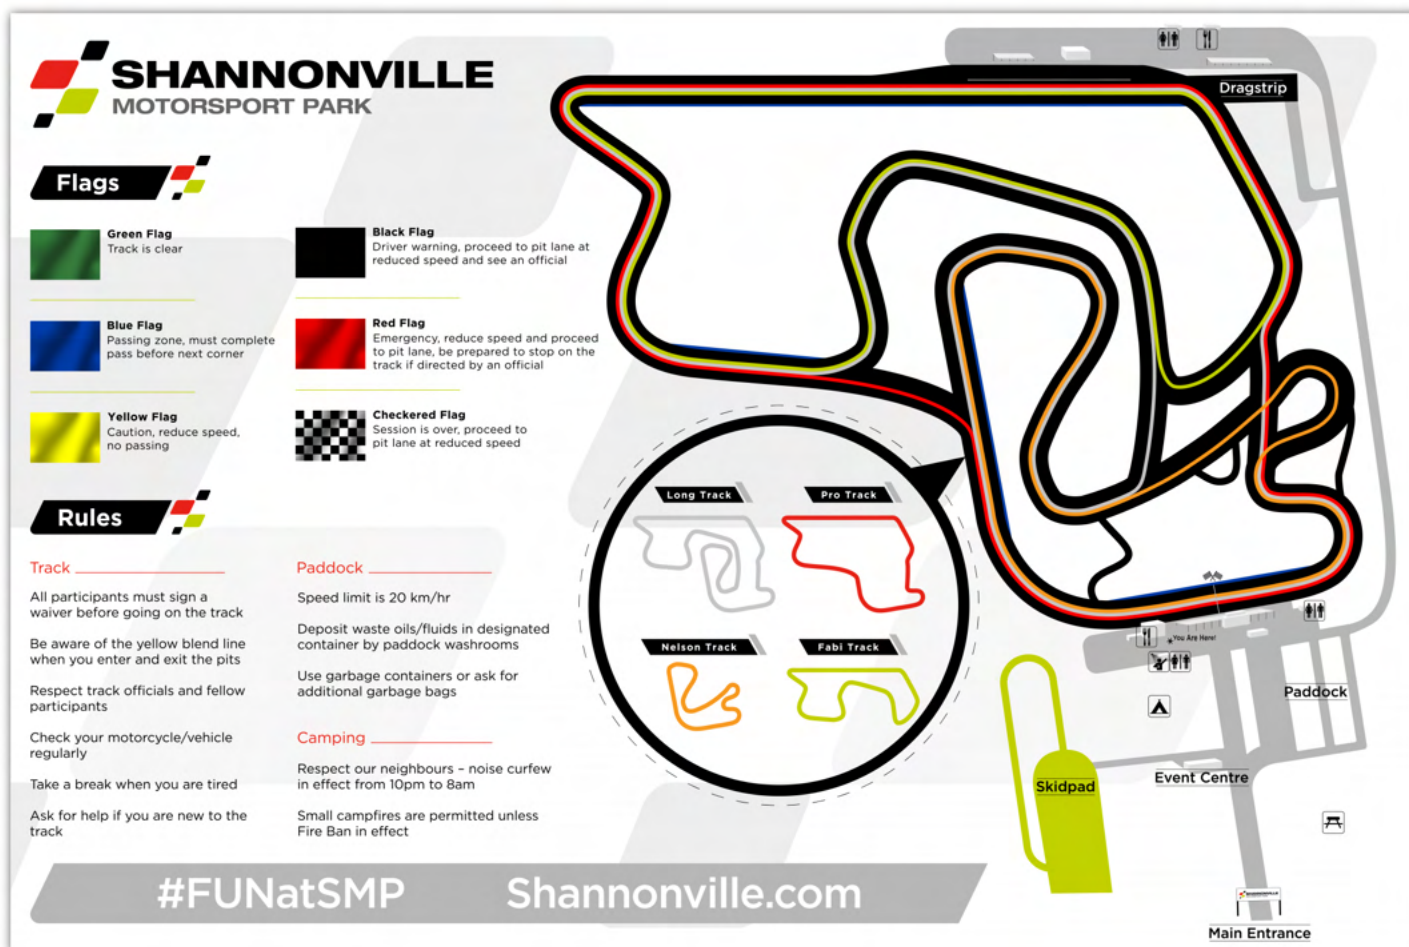 SHANNONVILLE
MOTORSPORT PARK
Flags
Green Flag
Track is clear
Blue Flag
Passing zone, must complete
pass before next corner
Yellow Flag
Caution, reduce speed,
no passing
Black Flag
Driver warning, proceed to pit lane at
reduced speed and see an official
Red Flag
Emergency, reduce speed and proceed
to pit lane, be prepared to stop on the
track if directed by an official
Checkered Flag
Session is over, proceed to
pit lane at reduced speed
Rules
Track
All participants must sign a
waiver before going on the track
Be aware of the yellow blend line
when you enter and exit the pits
Respect track officials and fellow
participants
Check your motorcycle/vehicle
regularly
Take a break when you are tired
Ask for help if you are new to the
track
Paddock
Speed limit is 20 km/hr
Deposit waste oils/fluids in designated
container by paddock washrooms
Use garbage containers or ask for
additional garbage bags
Camping
Respect our neighbours – noise curfew
in effect from 10pm to 8am
Small campfires are permitted unless
Fire Ban in effect
Dragstrip
Long Track
Pro Track
Nelson Track
Fabi Track
You Are Here!
Paddock
Event Centre
Skidpad
SHANNONVILLE
Main Entrance
#FUNatSMP
Shannonville.com